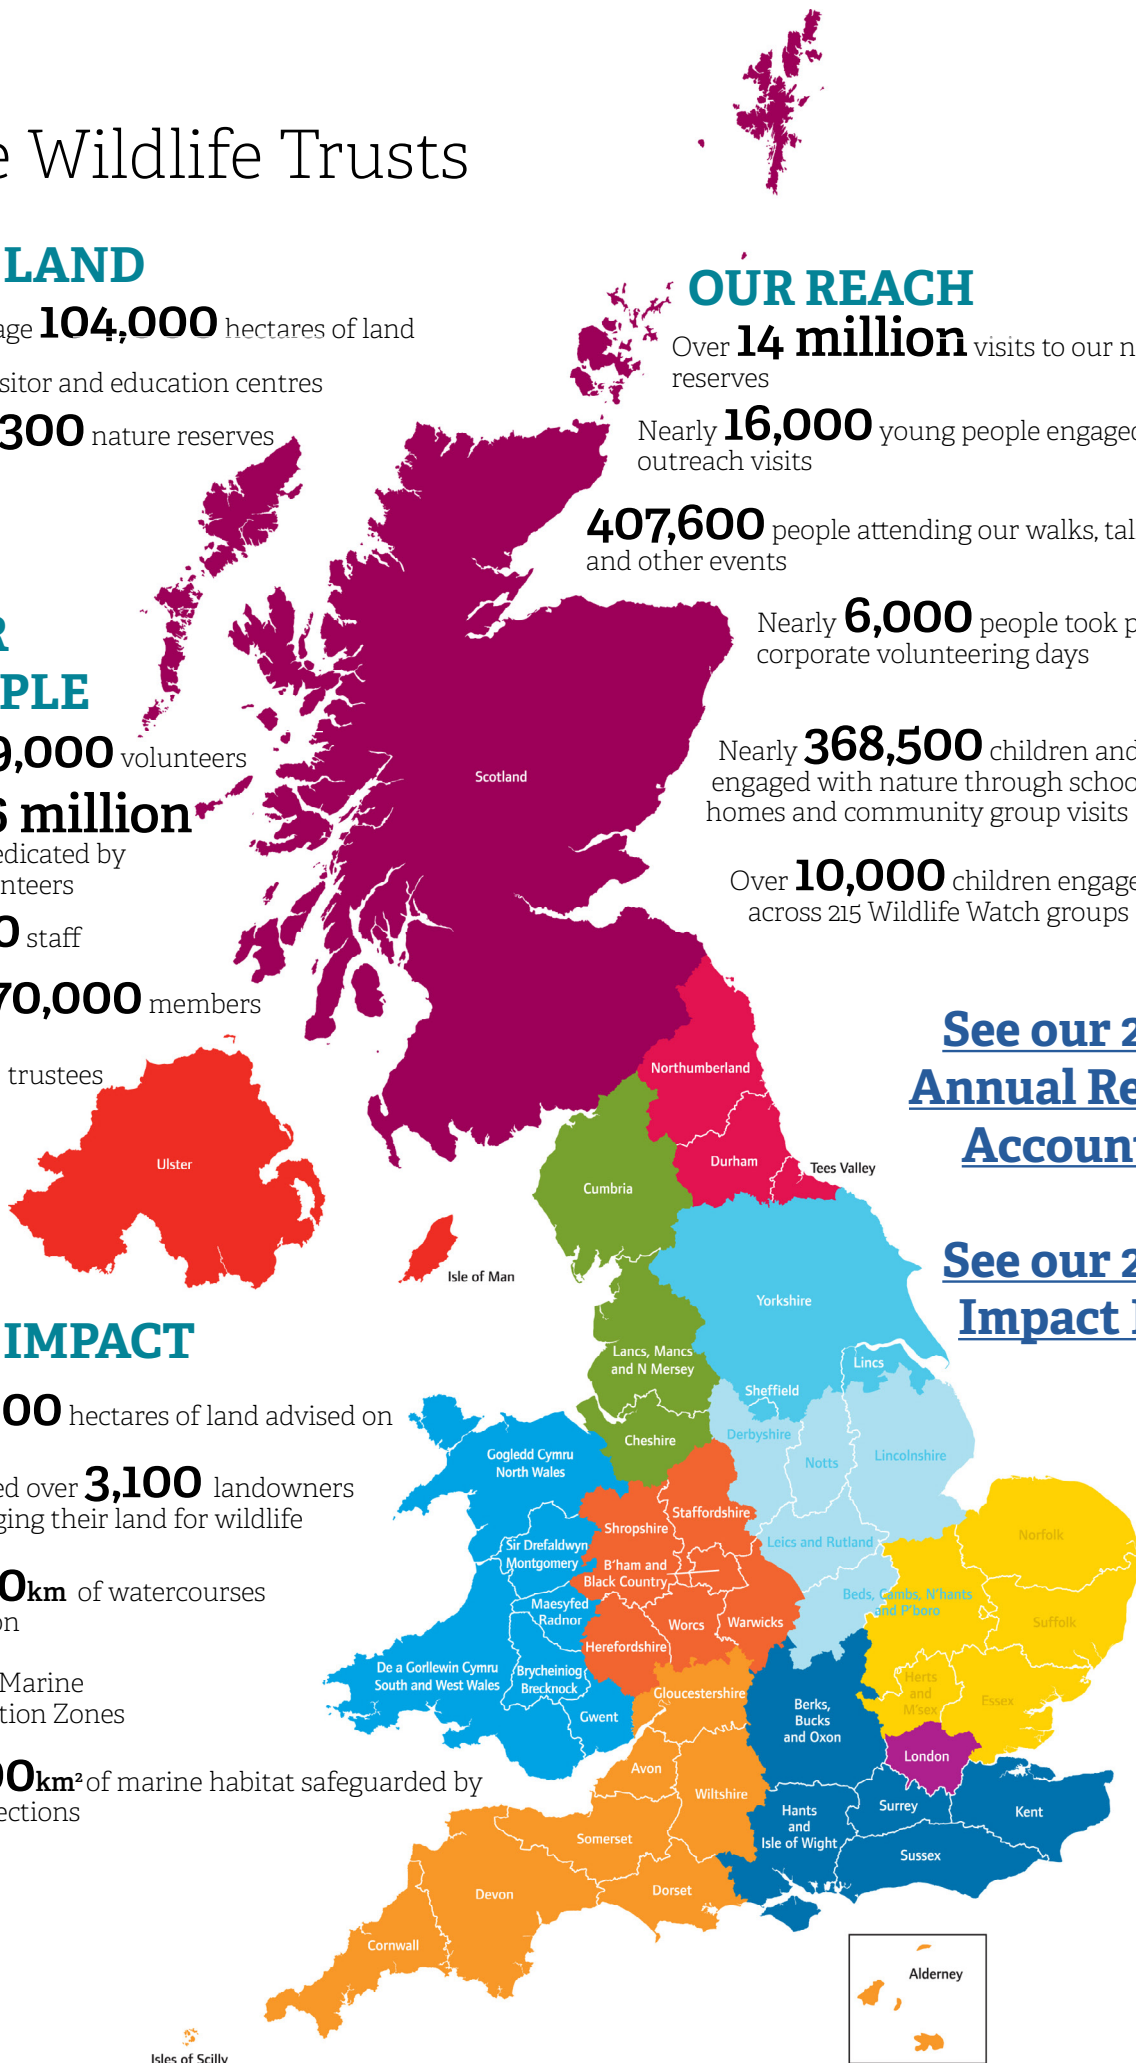 e Wildlife Trusts
LAND
age 104,000 hectares of land
sitor and education centres
300 nature reserves
R
PLE
9,000 volunteers
6 million
edicated by
nteers
0 staff
70,000 members
trustees
OUR REACH
Over 14 million visits to our n
reserves
Nearly 16,000 young people engaged
outreach visits
407,600 people attending our walks, tal
and other events
Nearly 6,000 people took p
corporate volunteering days
Nearly 368,500 children and
engaged with nature through schoo
homes and community group visits
Over 10,000 children engage
across 215 Wildlife Watch groups
See our 2
Annual Re
Accoun
See our 2
Impact
IMPACT
00 hectares of land advised on
ed over 3,100 landowners
ging their land for wildlife
0km of watercourses
on
Marine
tion Zones
00km² of marine habitat safeguarded by
ections
Scotland
Northumberland
Durham
Tees Valley
Ulster
Cumbria
Isle of Man
Yorkshire
Lancs, Mancs
and N Mersey
Lincs
Sheffield
Derbyshire
Cheshire
Notts
Lincolnshire
Gogledd Cymru
North Wales
Staffordshire
Shropshire
Leics and Rutland
Norfolk
Sir Drefaldwyn
Montgomery
B'ham and
Black Country
Beds, Cambs, N'hants
and P'boro
Maesyfed
Radnor
Worcs
Warwicks
Suffolk
Herefordshire
De a Gorllewin Cymru
South and West Wales
Brycheiniog
Brecknock
Gwent
Gloucestershire
Berks,
Bucks
and Oxon
Herts
and
M'sex
Essex
London
Avon
Wiltshire
Hants
and
Isle of Wight
Surrey
Kent
Somerset
Sussex
Devon
Dorset
Cornwall
Alderney
Isles of Scilly